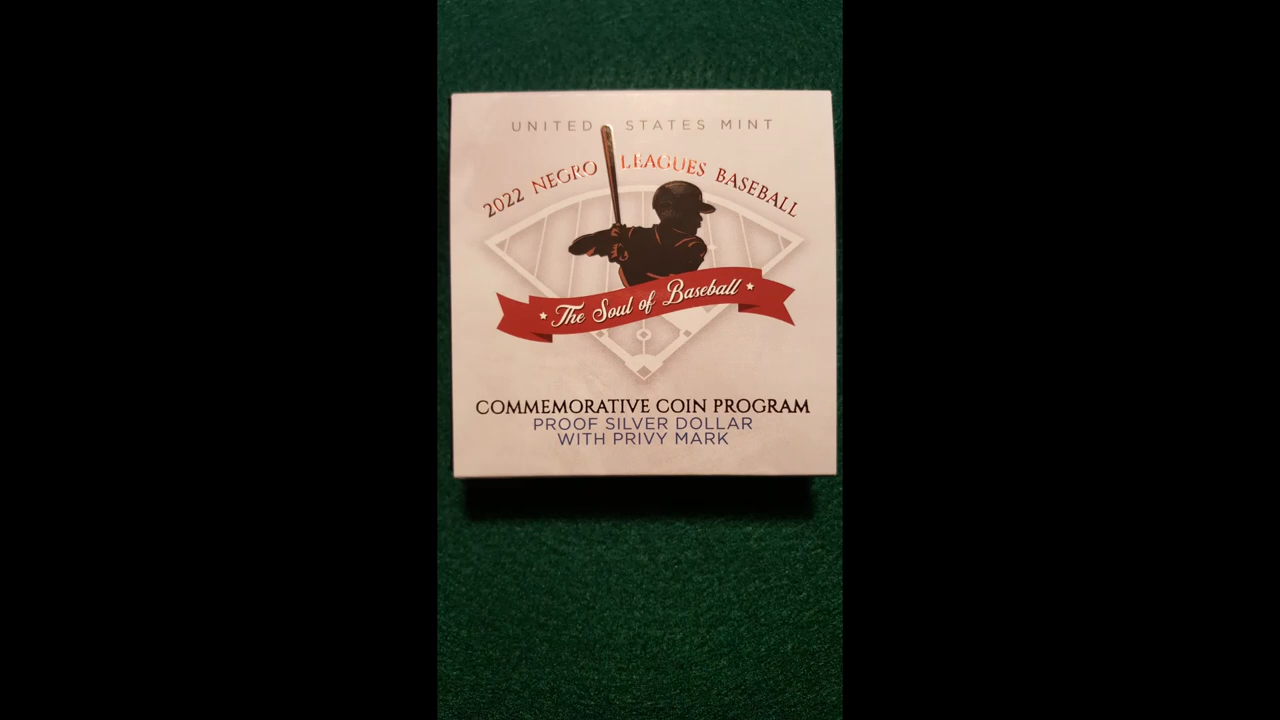 UNITED STATES MINT
2022 NEGRO LEAGUES BASEBALL
The Soul of Baseball
COMMEMORATIVE COIN PROGRAM
PROOF SILVER DOLLAR
WITH PRIVY MARK